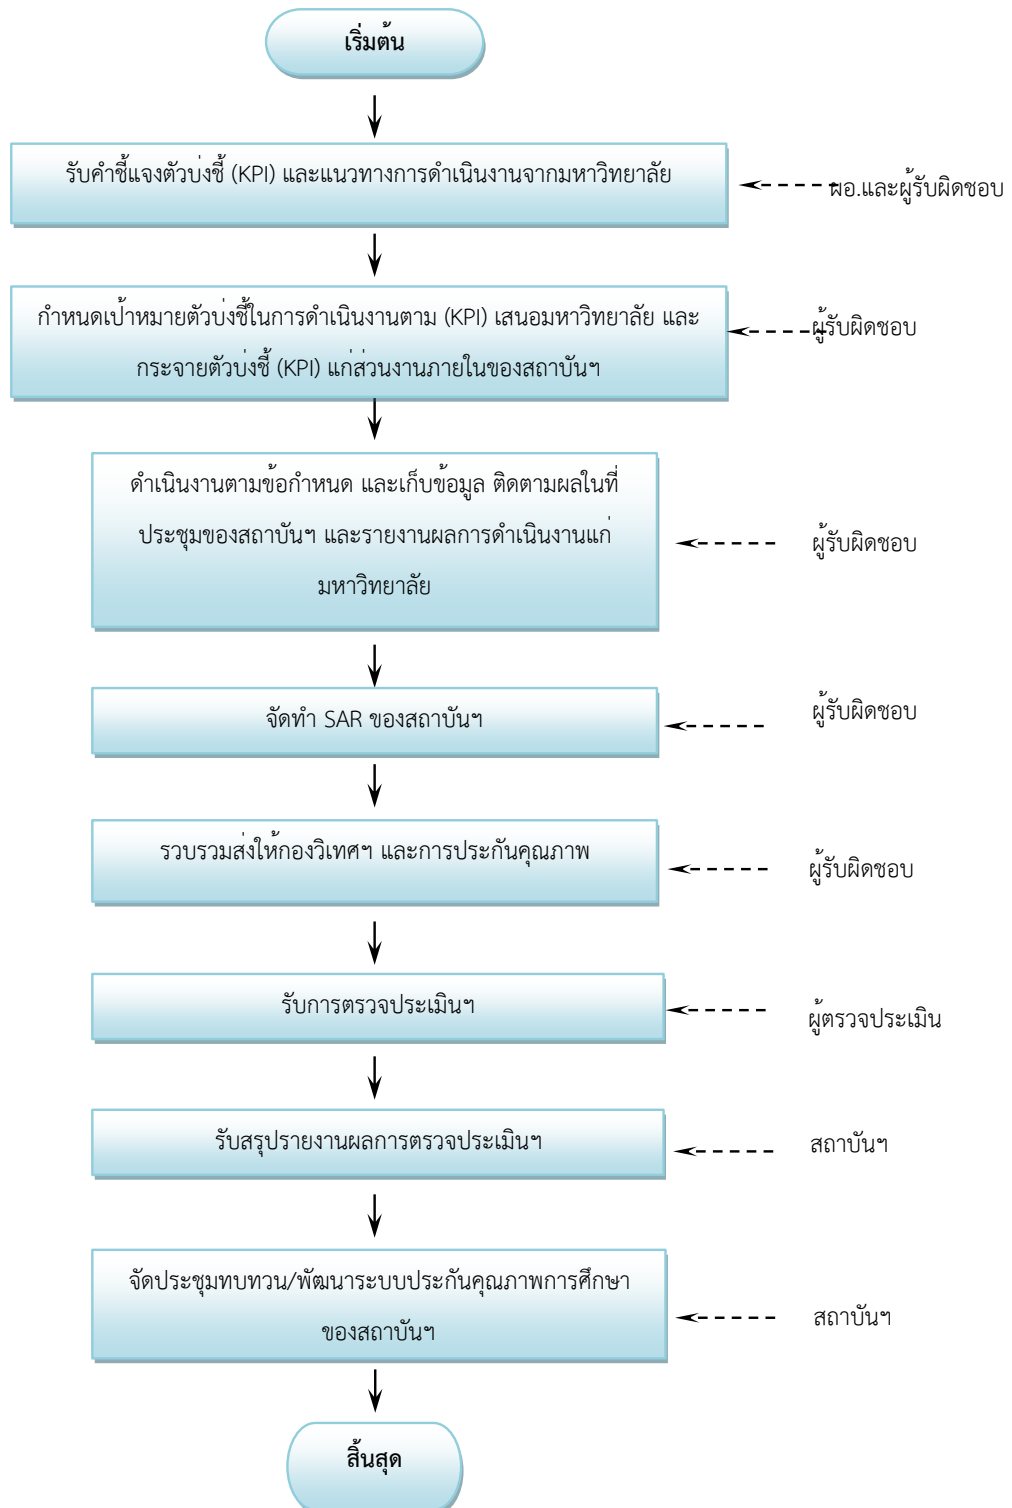 เริ่มต้น
รับคำชี้แจงตัวบ่งชี้ (KPI) และแนวทางการดำเนินงานจากมหาวิทยาลัย
ผอ.และผู้รับผิดชอบ
กำหนดเป้าหมายตัวบ่งชี้ในการดำเนินงานตาม (KPI) เสนอมหาวิทยาลัย และ
กระจายตัวบ่งชี้ (KPI) แก่ส่วนงานภายในของสถาบันฯ
ผู้รับผิดชอบ
ดำเนินงานตามข้อกำหนด และเก็บข้อมูล ติดตามผลในที่
ประชุมของสถาบันฯ และรายงานผลการดำเนินงานแก่
มหาวิทยาลัย
ผู้รับผิดชอบ
จัดทำ SAR ของสถาบันฯ
ผู้รับผิดชอบ
รวบรวมส่งให้กองวิเทศฯ และการประกันคุณภาพ
ผู้รับผิดชอบ
รับการตรวจประเมินฯ
ผู้ตรวจประเมิน
รับสรุปรายงานผลการตรวจประเมินฯ
สถาบันฯ
จัดประชุมทบทวน/พัฒนาระบบประกันคุณภาพการศึกษา
ของสถาบันฯ
สถาบันฯ
สิ้นสุด